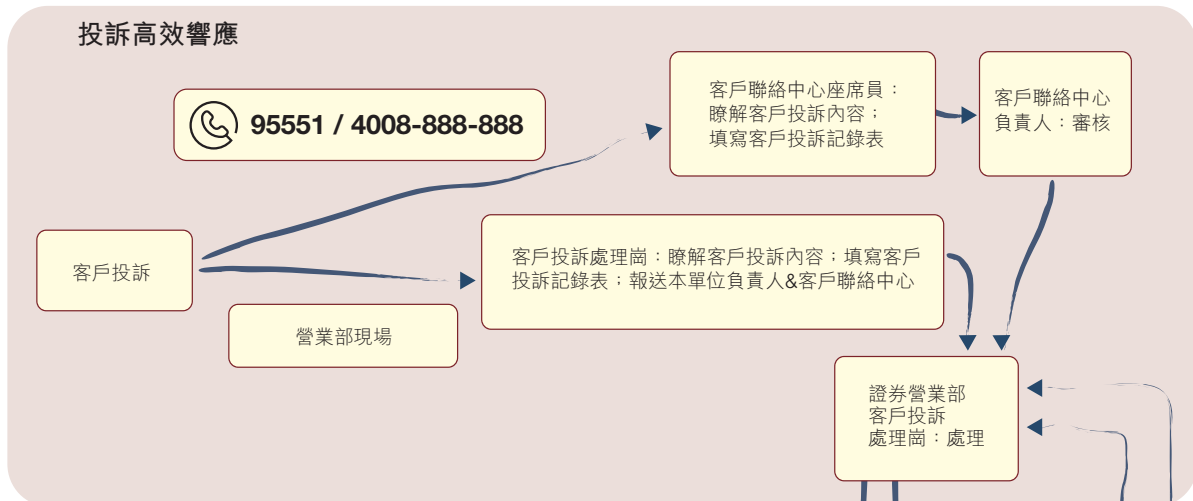 投訴高效響應
95551 / 4008-888-888
客戶聯絡中心座席員：
瞭解客戶投訴內容；
填寫客戶投訴記錄表
客戶聯絡中心
負責人：審核
客戶投訴
客戶投訴處理崗：瞭解客戶投訴內容；填寫客戶
投訴記錄表；報送本單位負責人&客戶聯絡中心
營業部現場
證券營業部
客戶投訴
處理崗：處理